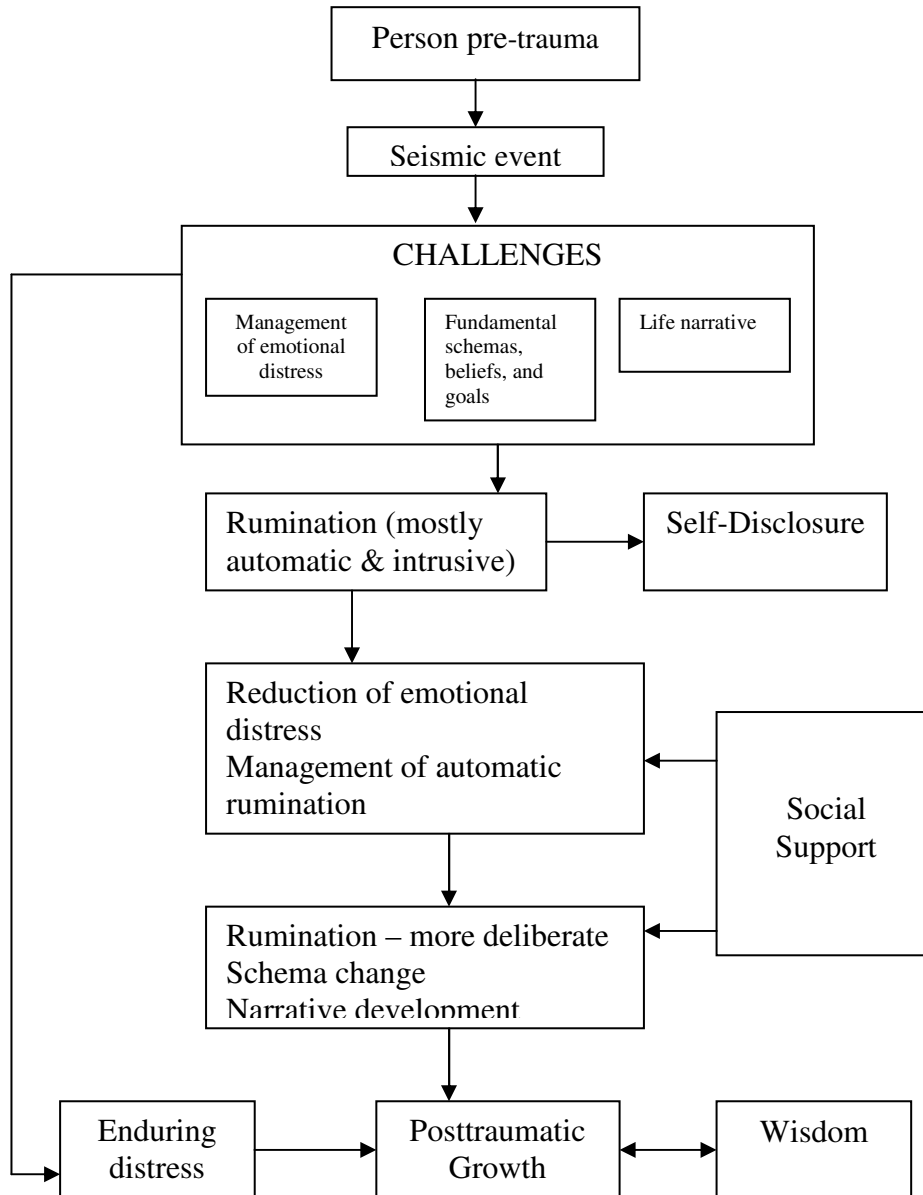 Person pre-trauma
Seismic event
CHALLENGES
Management
of emotional
distress
Fundamental
schemas,
beliefs, and
goals
Life narrative
Rumination (mostly
automatic & intrusive)
Self-Disclosure
Reduction of emotional
distress
Management of automatic
rumination
Social
Support
Rumination – more deliberate
Schema change
Narrative development
Enduring
distress
Posttraumatic
Growth
Wisdom